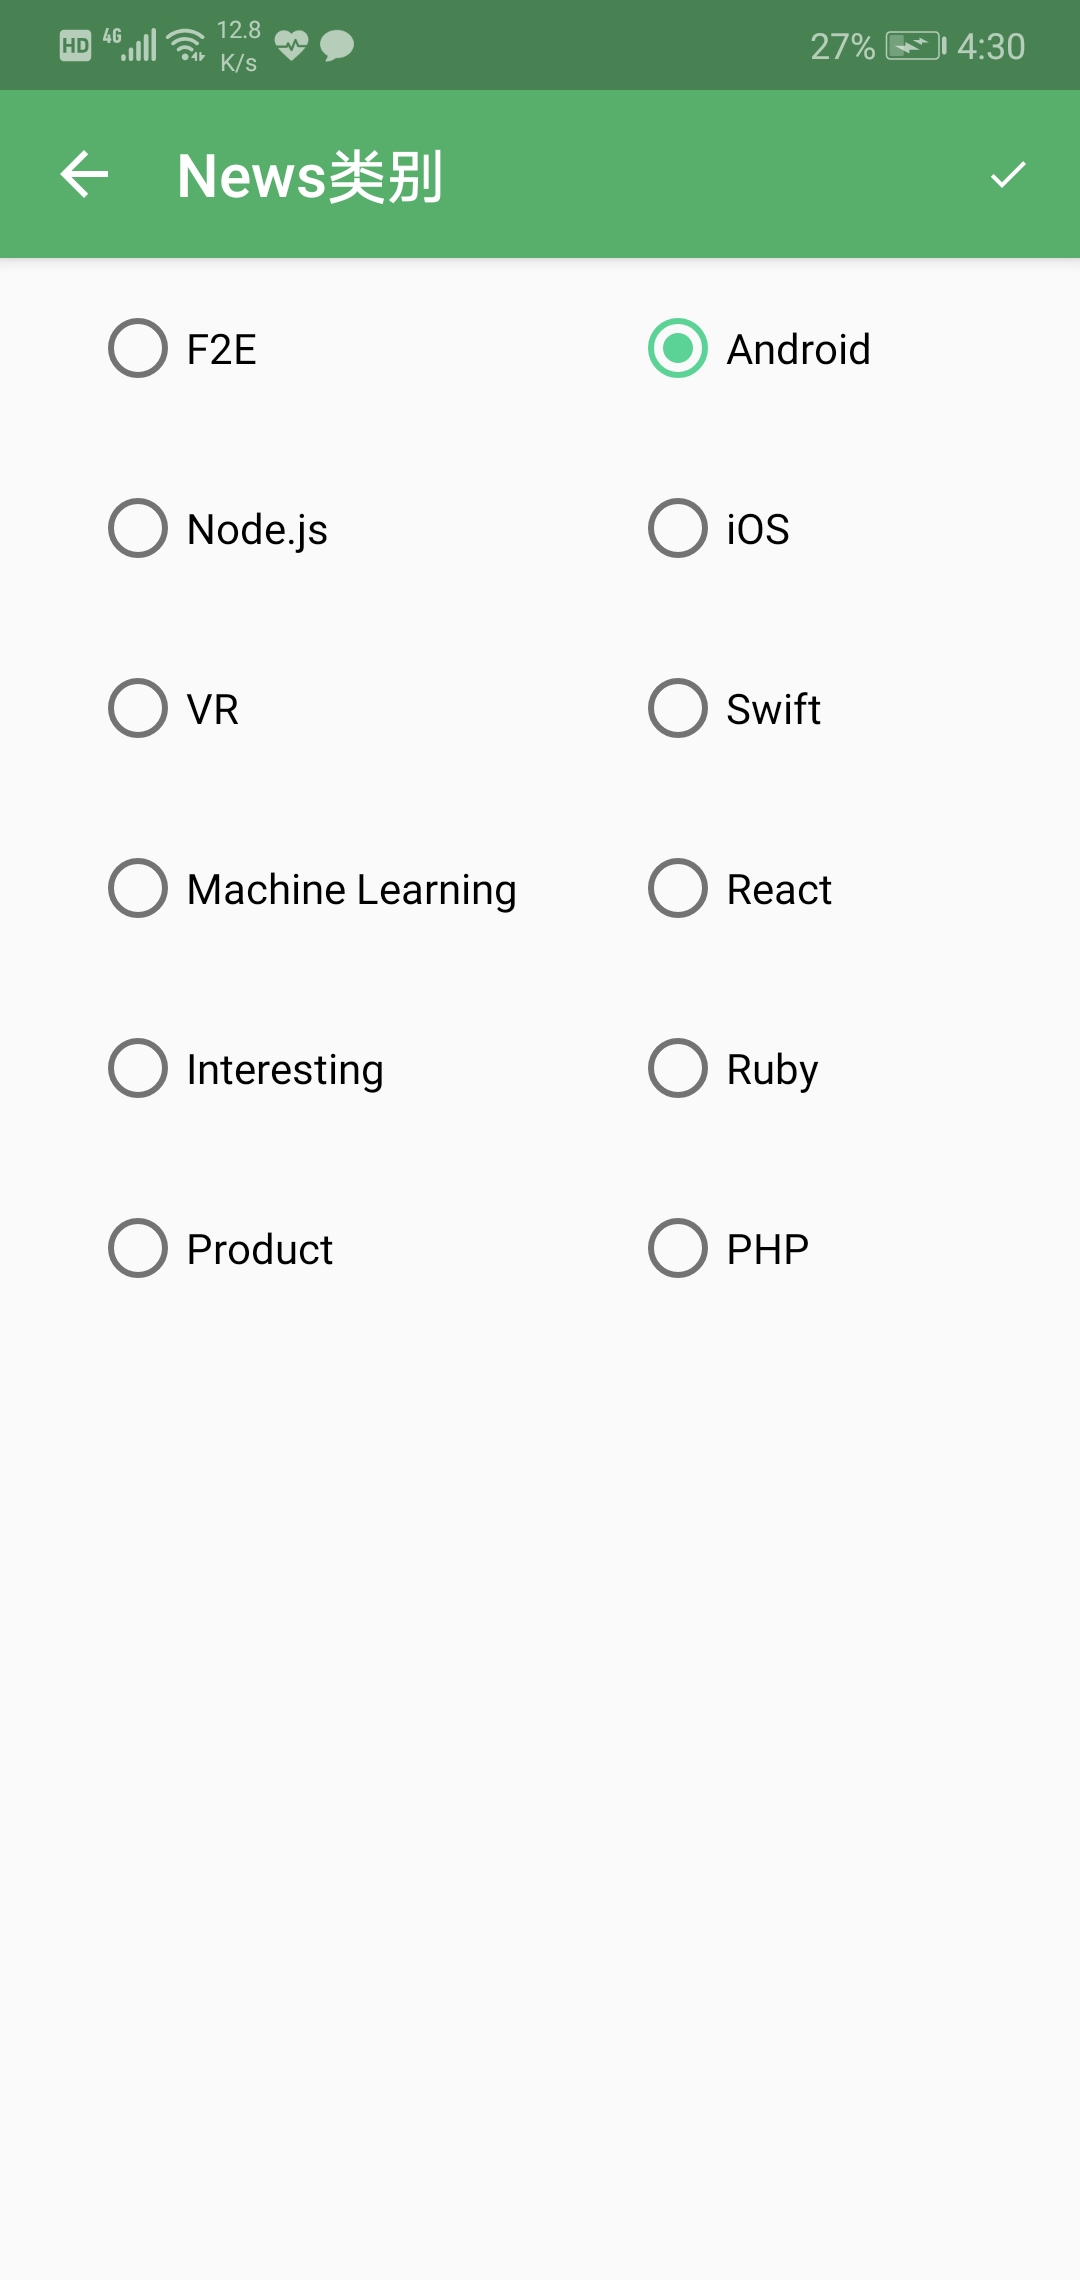 HD 4G 12.8 K/s 27% 4:30
News类别
F2E Android
Node.js iOS
VR Swift
Machine Learning React
Interesting Ruby
Product PHP